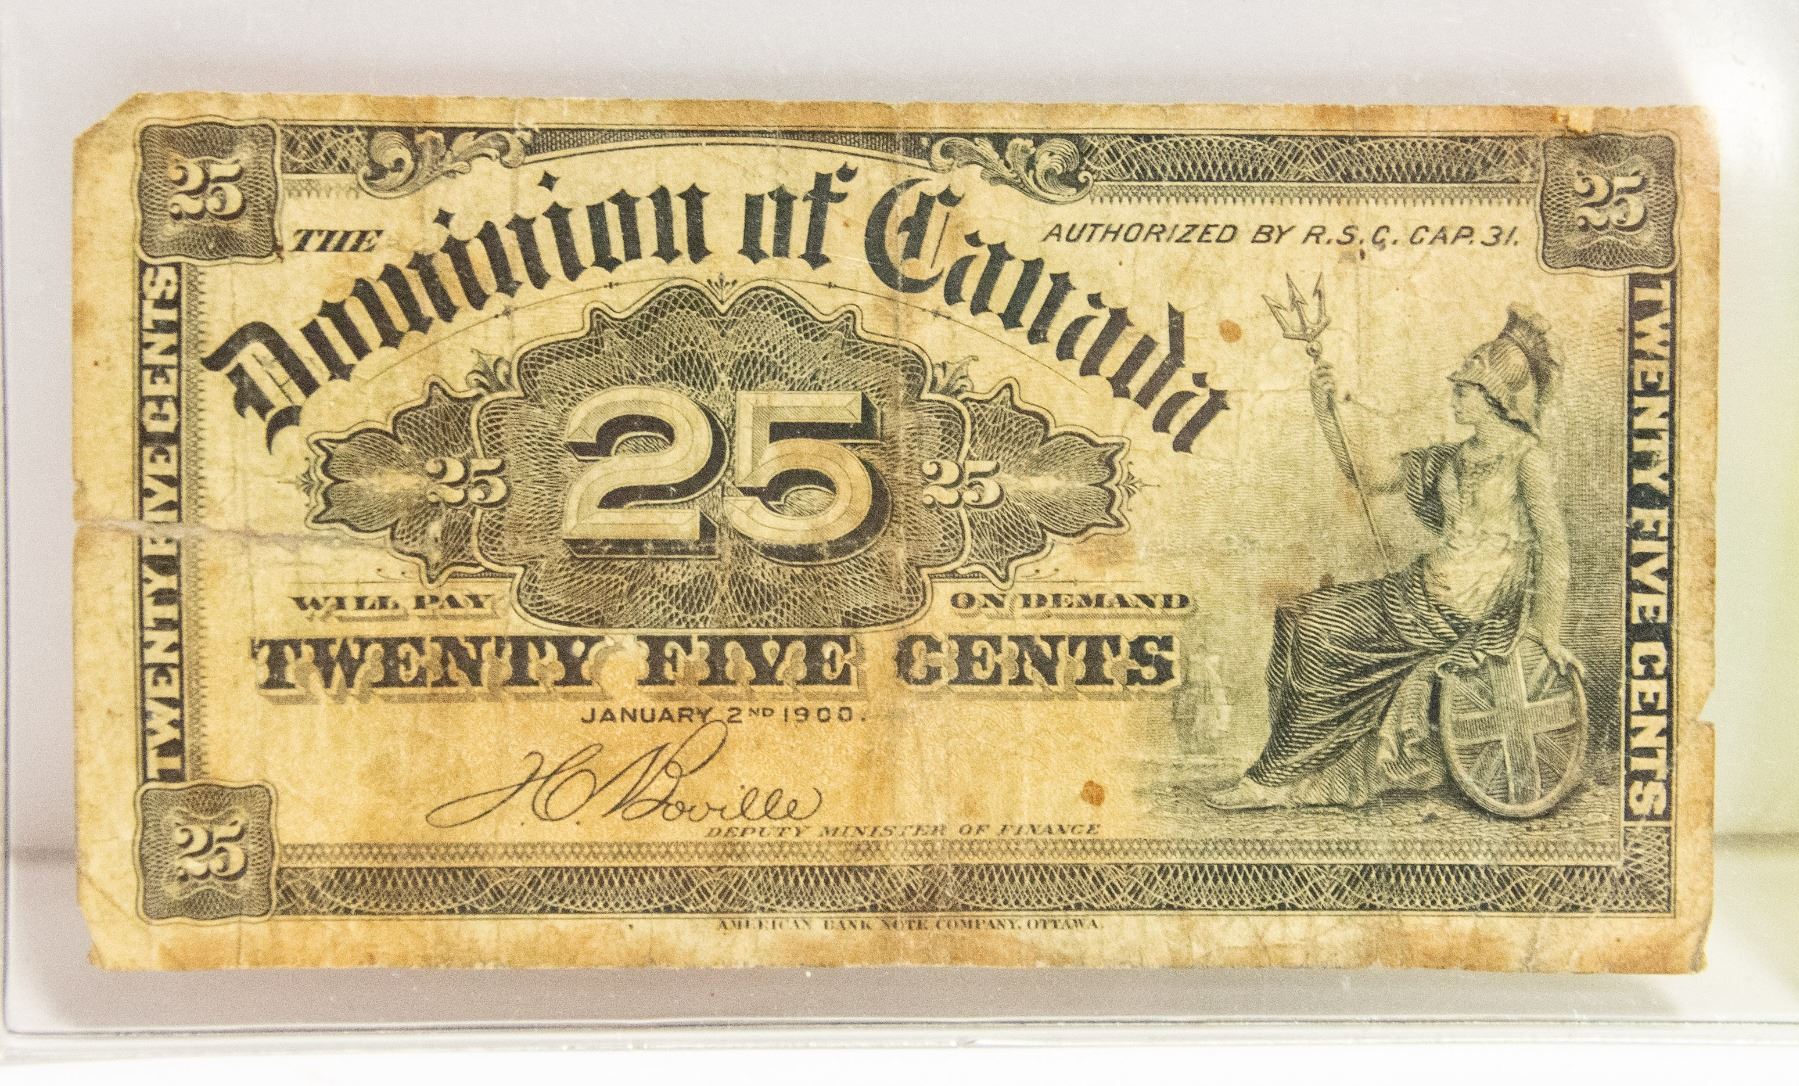 25
25
THE
Dominion of Canada
AUTHORIZED BY R.S.C. CAP. 31.
TWENTY FIVE CENTS
25 25 25
TWENTY FIVE CENTS
WILL PAY
ON DEMAND
TWENTY FIVE CENTS
JANUARY 2ND 1900.
J. C. Boville
DEPUTY MINISTER OF FINANCE
25
AMERICAN BANK NOTE COMPANY, OTTAWA.